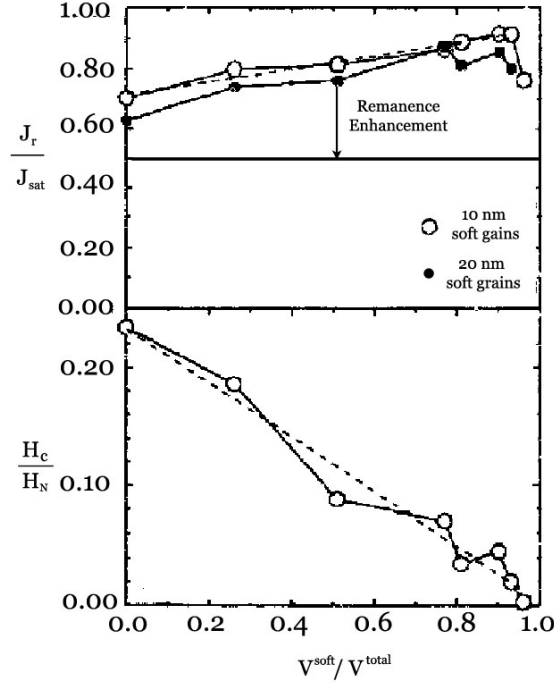 1.00
0.80
0.60
0.40
0.20
0.00
J_r
J_sat
Remanence
Enhancement
10 nm
soft gains
20 nm
soft grains
0.20
0.10
0.00
H_c
H_N
0.0 0.2 0.4 0.6 0.8 1.0
V^soft / V^total